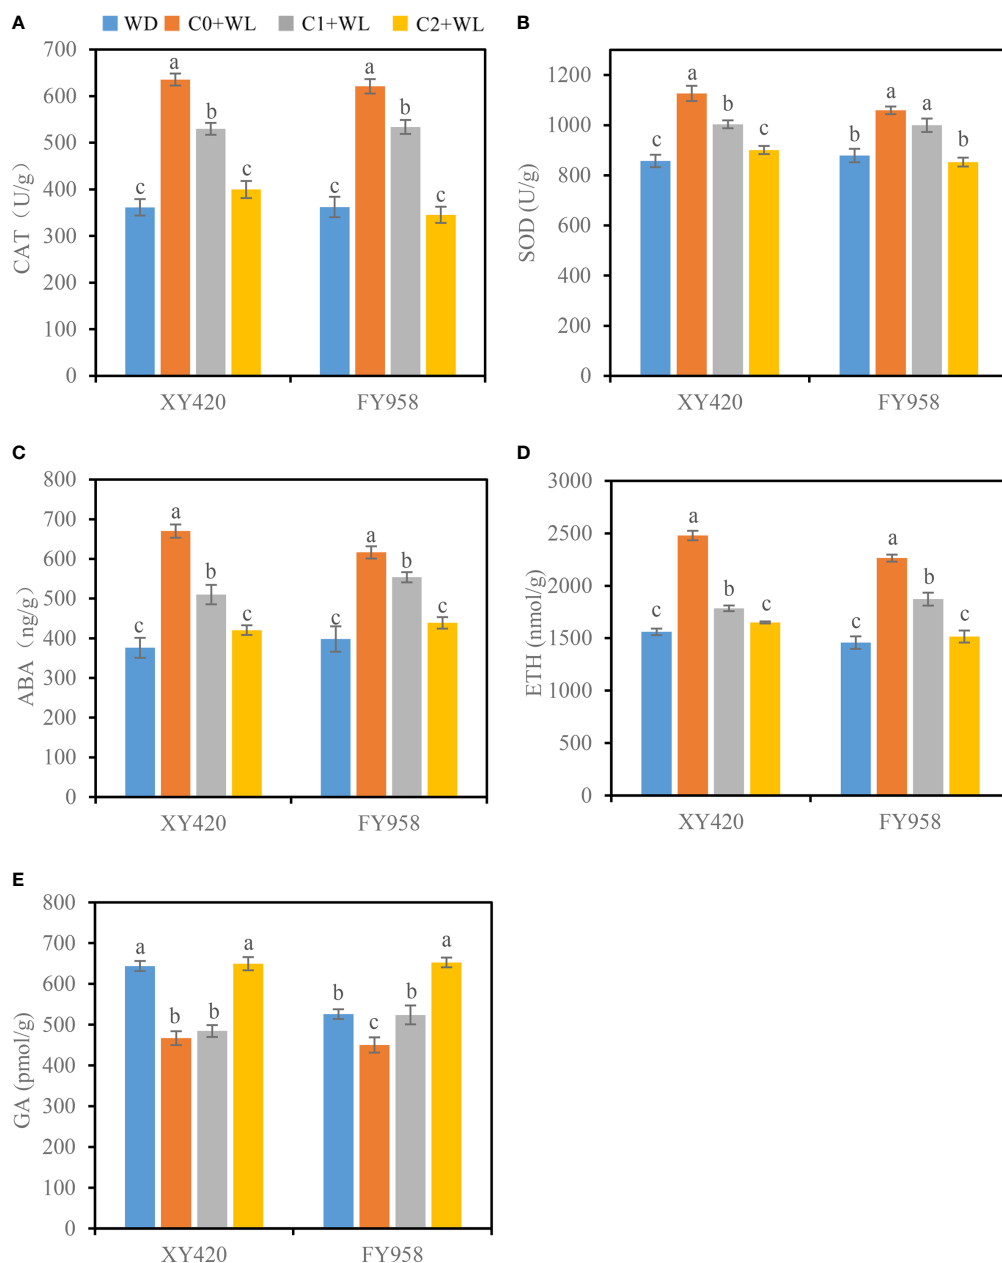 A
WD C0+WL C1+WL C2+WL
CAT（U/g）
700
600
500
400
300
200
100
0
a
b
c
c
a
b
c
c
XY420 FY958
B
SOD (U/g)
1200
1000
800
600
400
200
0
c
a
b
c
b
a
a
b
XY420 FY958
C
ABA（ng/g）
800
700
600
500
400
300
200
100
0
c
a
b
c
c
a
b
c
XY420 FY958
D
ETH (nmol/g)
3000
2500
2000
1500
1000
500
0
c
a
b
c
c
a
b
c
XY420 FY958
E
GA (pmol/g)
800
700
600
500
400
300
200
100
0
a
b
b
a
b
c
b
a
XY420 FY958